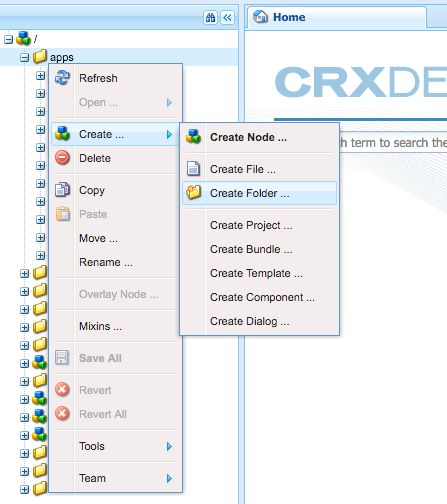 Home
/
apps
CRXDE
ch term to search the
Refresh
Open ...
Create ...
Delete
Copy
Paste
Move ...
Rename ...
Overlay Node ...
Mixins ...
Save All
Revert
Revert All
Tools
Team
Create Node ...
Create File ...
Create Folder ...
Create Project ...
Create Bundle ...
Create Template ...
Create Component ...
Create Dialog ...